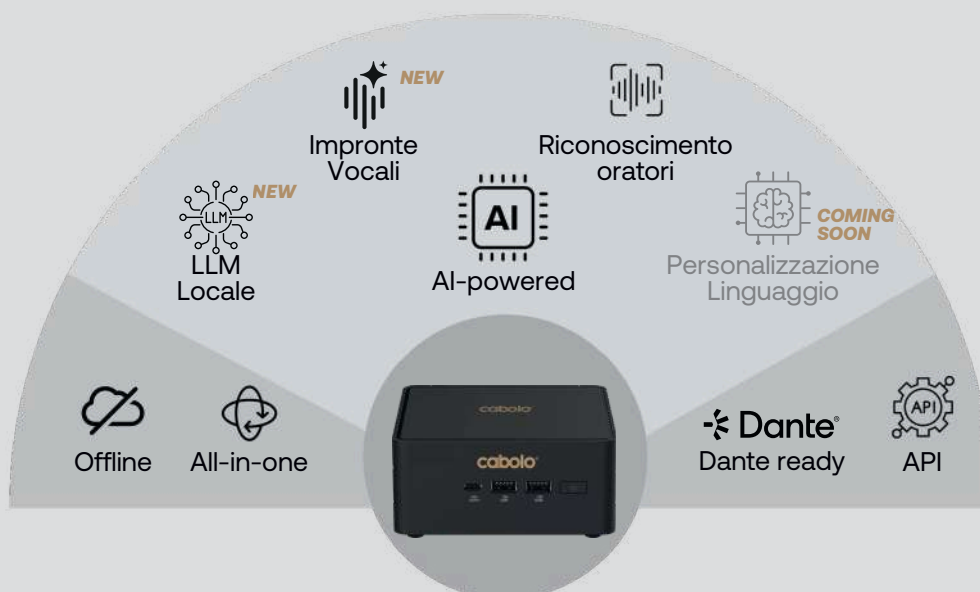 NEW
Impronte
Vocali
Riconoscimento
oratori
NEW
LLM
LLM
Locale
AI
AI-powered
COMING
SOON
Personalizzazione
Linguaggio
Offline
All-in-one
cabolo
cabolo
Dante®
Dante ready
API
API